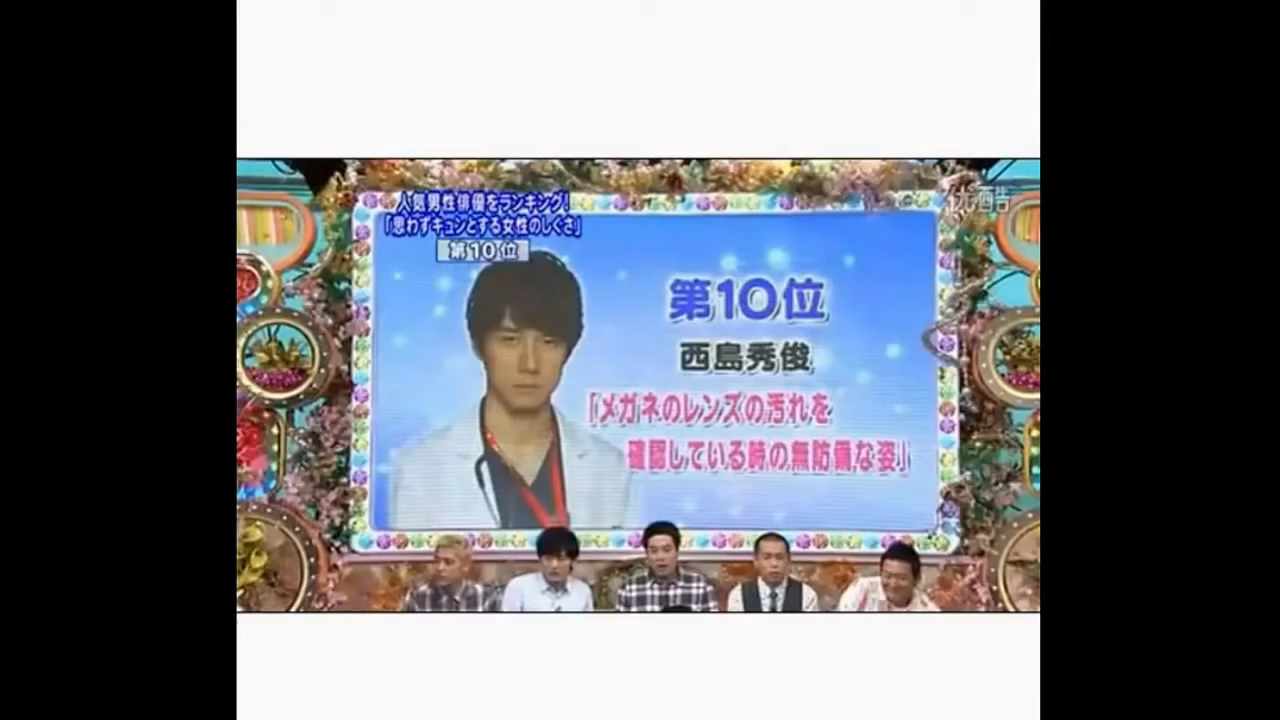 人気男性俳優をランキング!
「思わずキュンとする女性のしぐさ」
第10位
优酷
第10位
西島秀俊
「メガネのレンズの汚れを
確認している時の無防備な姿」